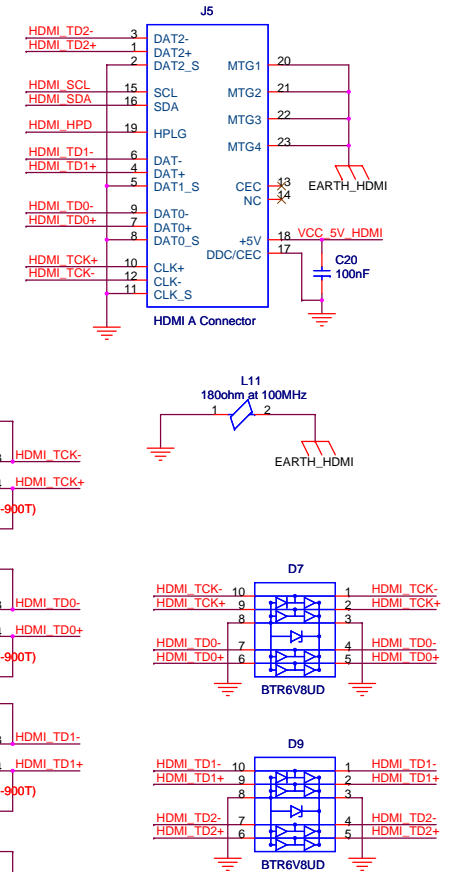 J5
HDMI_TD2- 3 DAT2-
HDMI_TD2+ 1 DAT2+
2 DAT2_S
MTG1 20
HDMI_SCL 15 SCL
MTG2 21
HDMI_SDA 16 SDA
MTG3 22
HDMI_HPD 19 HPLG
MTG4 23
HDMI_TD1- 6 DAT-
HDMI_TD1+ 4 DAT+
5 DAT1_S
CEC 13
EARTH_HDMI
NC 14
HDMI_TD0- 9 DAT0-
HDMI_TD0+ 7 DAT0+
8 DAT0_S
+5V 18 VCC_5V_HDMI
DDC/CEC 17
HDMI_TCK+ 10 CLK+
HDMI_TCK- 12 CLK-
11 CLK_S
C20
100nF
HDMI A Connector
L11
180ohm at 100MHz
1 2
EARTH_HDMI
HDMI_TCK-
HDMI_TCK+
-900T)
HDMI_TD0-
HDMI_TD0+
-900T)
HDMI_TD1-
HDMI_TD1+
-900T)
D7
HDMI_TCK- 10 1 HDMI_TCK-
HDMI_TCK+ 9 2 HDMI_TCK+
8 3
HDMI_TD0- 7 4 HDMI_TD0-
HDMI_TD0+ 6 5 HDMI_TD0+
BTR6V8UD
D9
HDMI_TD1- 10 1 HDMI_TD1-
HDMI_TD1+ 9 2 HDMI_TD1+
8 3
HDMI_TD2- 7 4 HDMI_TD2-
HDMI_TD2+ 6 5 HDMI_TD2+
BTR6V8UD